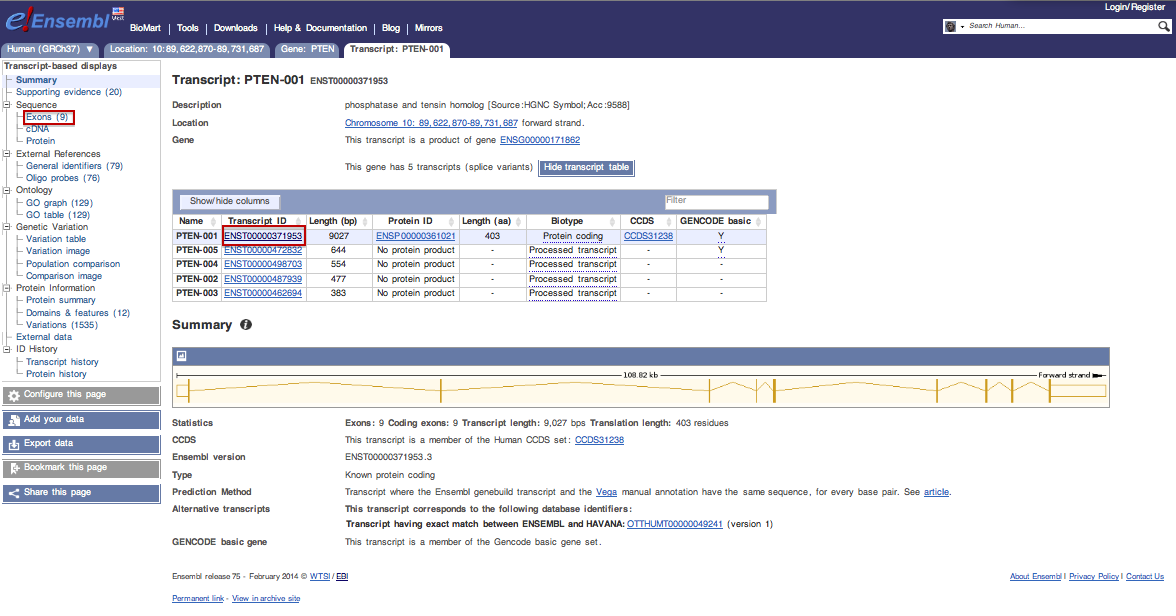 Login/Register
e!Ensembl
BioMart | Tools | Downloads | Help & Documentation | Blog | Mirrors
Search Human...
Human (GRCh37) ▼ Location: 10:89,622,870-89,731,687 Gene: PTEN Transcript: PTEN-001
Transcript-based displays
Summary
Supporting evidence (20)
Sequence
Exons (9)
cDNA
Protein
External References
General identifiers (79)
Oligo probes (76)
Ontology
GO graph (129)
GO table (129)
Genetic Variation
Variation table
Variation image
Population comparison
Comparison image
Protein Information
Protein summary
Domains & features (12)
Variations (1535)
External data
ID History
Transcript history
Protein history
Configure this page
Add your data
Export data
Bookmark this page
Share this page
Transcript: PTEN-001 ENST00000371953
Description phosphatase and tensin homolog [Source:HGNC Symbol;Acc:9588]
Location Chromosome 10: 89,622,870-89,731,687 forward strand.
Gene This transcript is a product of gene ENSG00000171862
This gene has 5 transcripts (splice variants) Hide transcript table
Show/hide columns Filter
Name Transcript ID Length (bp) Protein ID Length (aa) Biotype CCDS GENCODE basic
PTEN-001 ENST00000371953 9027 ENSP00000361021 403 Protein coding CCDS31238 Y
PTEN-005 ENST00000472832 644 No protein product - Processed transcript - Y
PTEN-004 ENST00000498703 554 No protein product - Processed transcript - -
PTEN-002 ENST00000487939 477 No protein product - Processed transcript - -
PTEN-003 ENST00000462694 383 No protein product - Processed transcript - -
Summary i
108.82 kb Forward strand
Statistics Exons: 9 Coding exons: 9 Transcript length: 9,027 bps Translation length: 403 residues
CCDS This transcript is a member of the Human CCDS set: CCDS31238
Ensembl version ENST00000371953.3
Type Known protein coding
Prediction Method Transcript where the Ensembl genebuild transcript and the Vega manual annotation have the same sequence, for every base pair. See article.
Alternative transcripts This transcript corresponds to the following database identifiers:
Transcript having exact match between ENSEMBL and HAVANA: OTTHUMT00000049241 (version 1)
GENCODE basic gene This transcript is a member of the Gencode basic gene set.
Ensembl release 75 - February 2014 © WTSI / EBI
About Ensembl | Privacy Policy | Contact Us
Permanent link - View in archive site